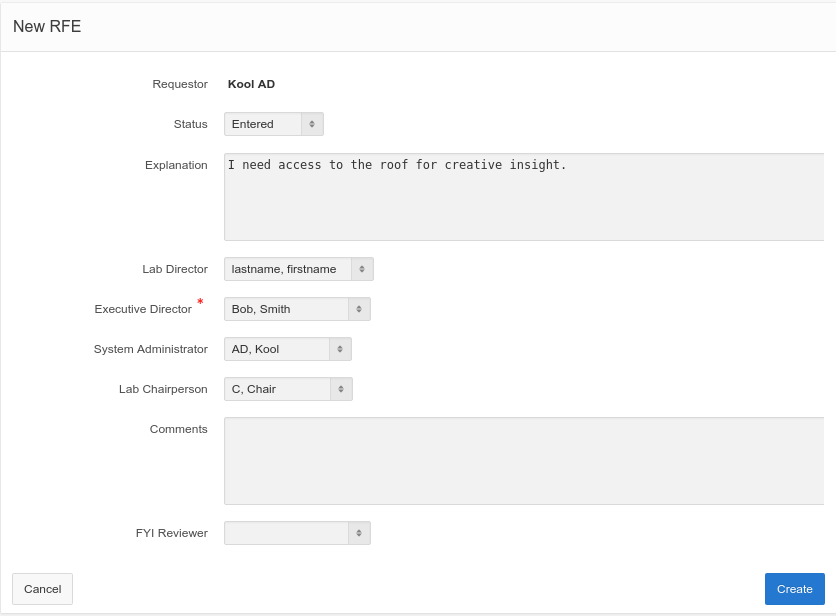 New RFE
Requestor Kool AD
Status Entered
Explanation I need access to the roof for creative insight.
Lab Director lastname, firstname
Executive Director * Bob, Smith
System Administrator AD, Kool
Lab Chairperson C, Chair
Comments
FYI Reviewer
Cancel Create